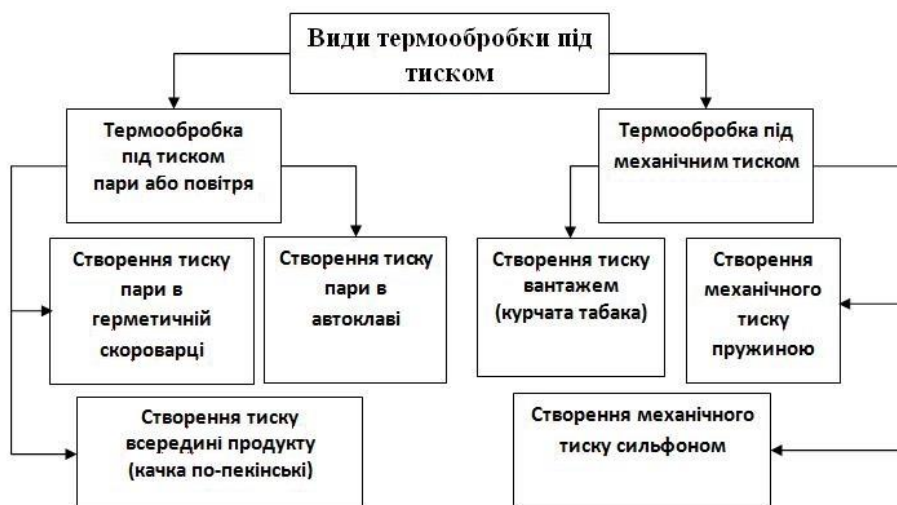 Види термообробки під
тиском
Термообробка
під тиском
пари або повітря
Термообробка під
механічним тиском
Створення тиску
пари в
герметичній
скороварці
Створення тиску
пари в
автоклаві
Створення тиску
вантажем
(курчата табака)
Створення
механічного
тиску
пружиною
Створення тиску
всередині продукту
(качка по-пекінські)
Створення механічного
тиску сильфоном